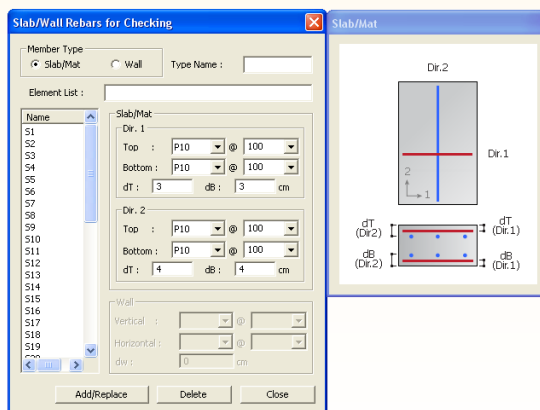 Slab/Wall Rebars for Checking
Member Type
Slab/Mat Wall Type Name :
Element List :
Name
S1
S2
S3
S4
S5
S6
S7
S8
S9
S10
S11
S12
S13
S14
S15
S16
S17
S18
S19
Slab/Mat
Dir. 1
Top : P10 @ 100
Bottom : P10 @ 100
dT : 3 dB : 3 cm
Dir. 2
Top : P10 @ 100
Bottom : P10 @ 100
dT : 4 dB : 4 cm
Wall
Vertical : @
Horizontal : @
dw : 0 cm
Add/Replace Delete Close
Slab/Mat
Dir.2
Dir.1
2
1
dT
(Dir2)
dT
(Dir.1)
dB
(Dir.2)
dB
(Dir.1)